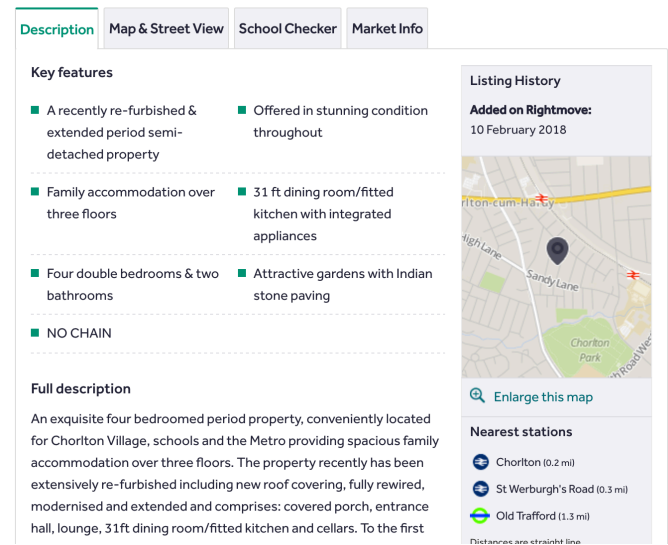 Description
Map & Street View
School Checker
Market Info
Key features
A recently re-furbished &
extended period semi-
detached property
Offered in stunning condition
throughout
Family accommodation over
three floors
31 ft dining room/fitted
kitchen with integrated
appliances
Four double bedrooms & two
bathrooms
Attractive gardens with Indian
stone paving
NO CHAIN
Full description
An exquisite four bedroomed period property, conveniently located
for Chorlton Village, schools and the Metro providing spacious family
accommodation over three floors. The property recently has been
extensively re-furbished including new roof covering, fully rewired,
modernised and extended and comprises: covered porch, entrance
hall, lounge, 31ft dining room/fitted kitchen and cellars. To the first
Listing History
Added on Rightmove:
10 February 2018
rlton-cum-Hardy
High Lane
Sandy Lane
Chorlton
Park
h Road Wes
Enlarge this map
Nearest stations
Chorlton (0.2 mi)
St Werburgh's Road (0.3 mi)
Old Trafford (1.3 mi)
Distances are straight line